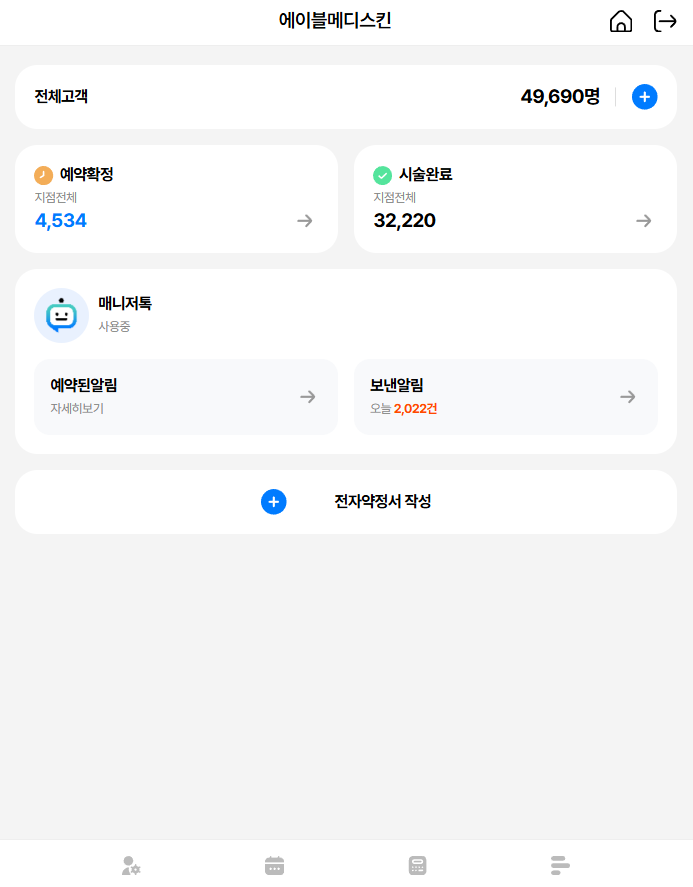 에이블메디스킨
전체고객 49,690명
예약확정
지점전체
4,534
시술완료
지점전체
32,220
매니저톡
사용중
예약된알림
자세히보기
보낸알림
오늘 2,022건
전자약정서 작성